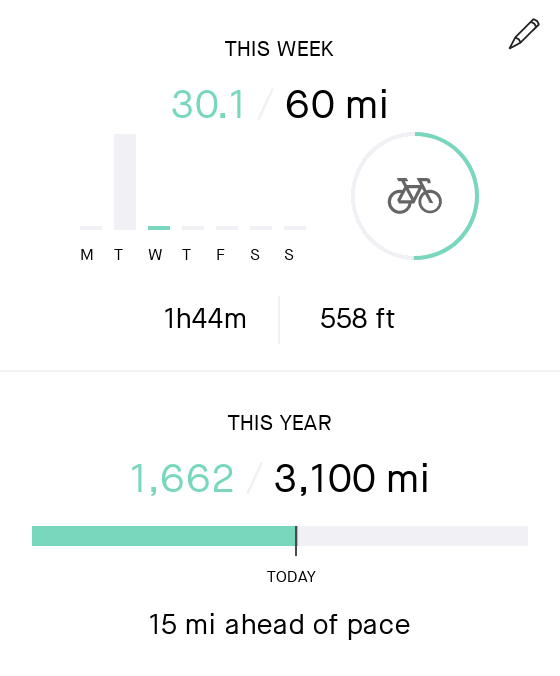 THIS WEEK
30.1 / 60 mi
M T W T F S S
1h44m 558 ft
THIS YEAR
1,662 / 3,100 mi
TODAY
15 mi ahead of pace